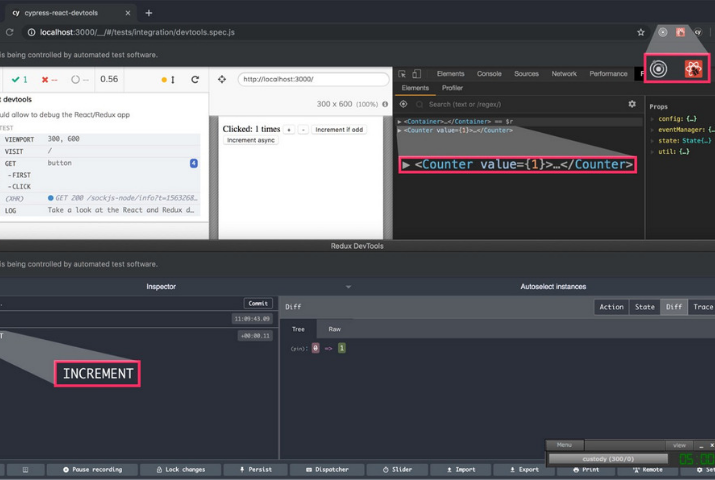 cy cypress-react-devtools × +
localhost:3000/__/#/tests/integration/devtools.spec.js
is being controlled by automated test software.
1 -- -- 0.56 1
http://localhost:3000/
300 x 600 (100%)
Elements Console Sources Network Performance
Elements Profiler
Search (text or /regex/)
devtools
uld allow to debug the React/Redux app
TEST
VIEWPORT 300, 600
VISIT /
GET button 4
-FIRST
-CLICK
(XHR) GET 200 /sockjs-node/info?t=1563268…
LOG Take a look at the React and Redux d…
Clicked: 1 times + - Increment if odd
Increment async
<Container>…</Container> == $r
<Counter value={1}>…</Counter>
<Counter value={1}>…</Counter>
Props
config: {…}
eventManager: {…
state: State{…}
util: {…}
Redux DevTools
is being controlled by automated test software.
Inspector Autoselect instances
Commit
11:09:43.09
+00:00.11
INCREMENT
Diff Action State Diff Trace
Tree Raw
(pin): 0 => 1
Menu view _ x
custody (300/0) 05:00
Pause recording Lock changes Persist Dispatcher Slider Import Export Print Remote Set